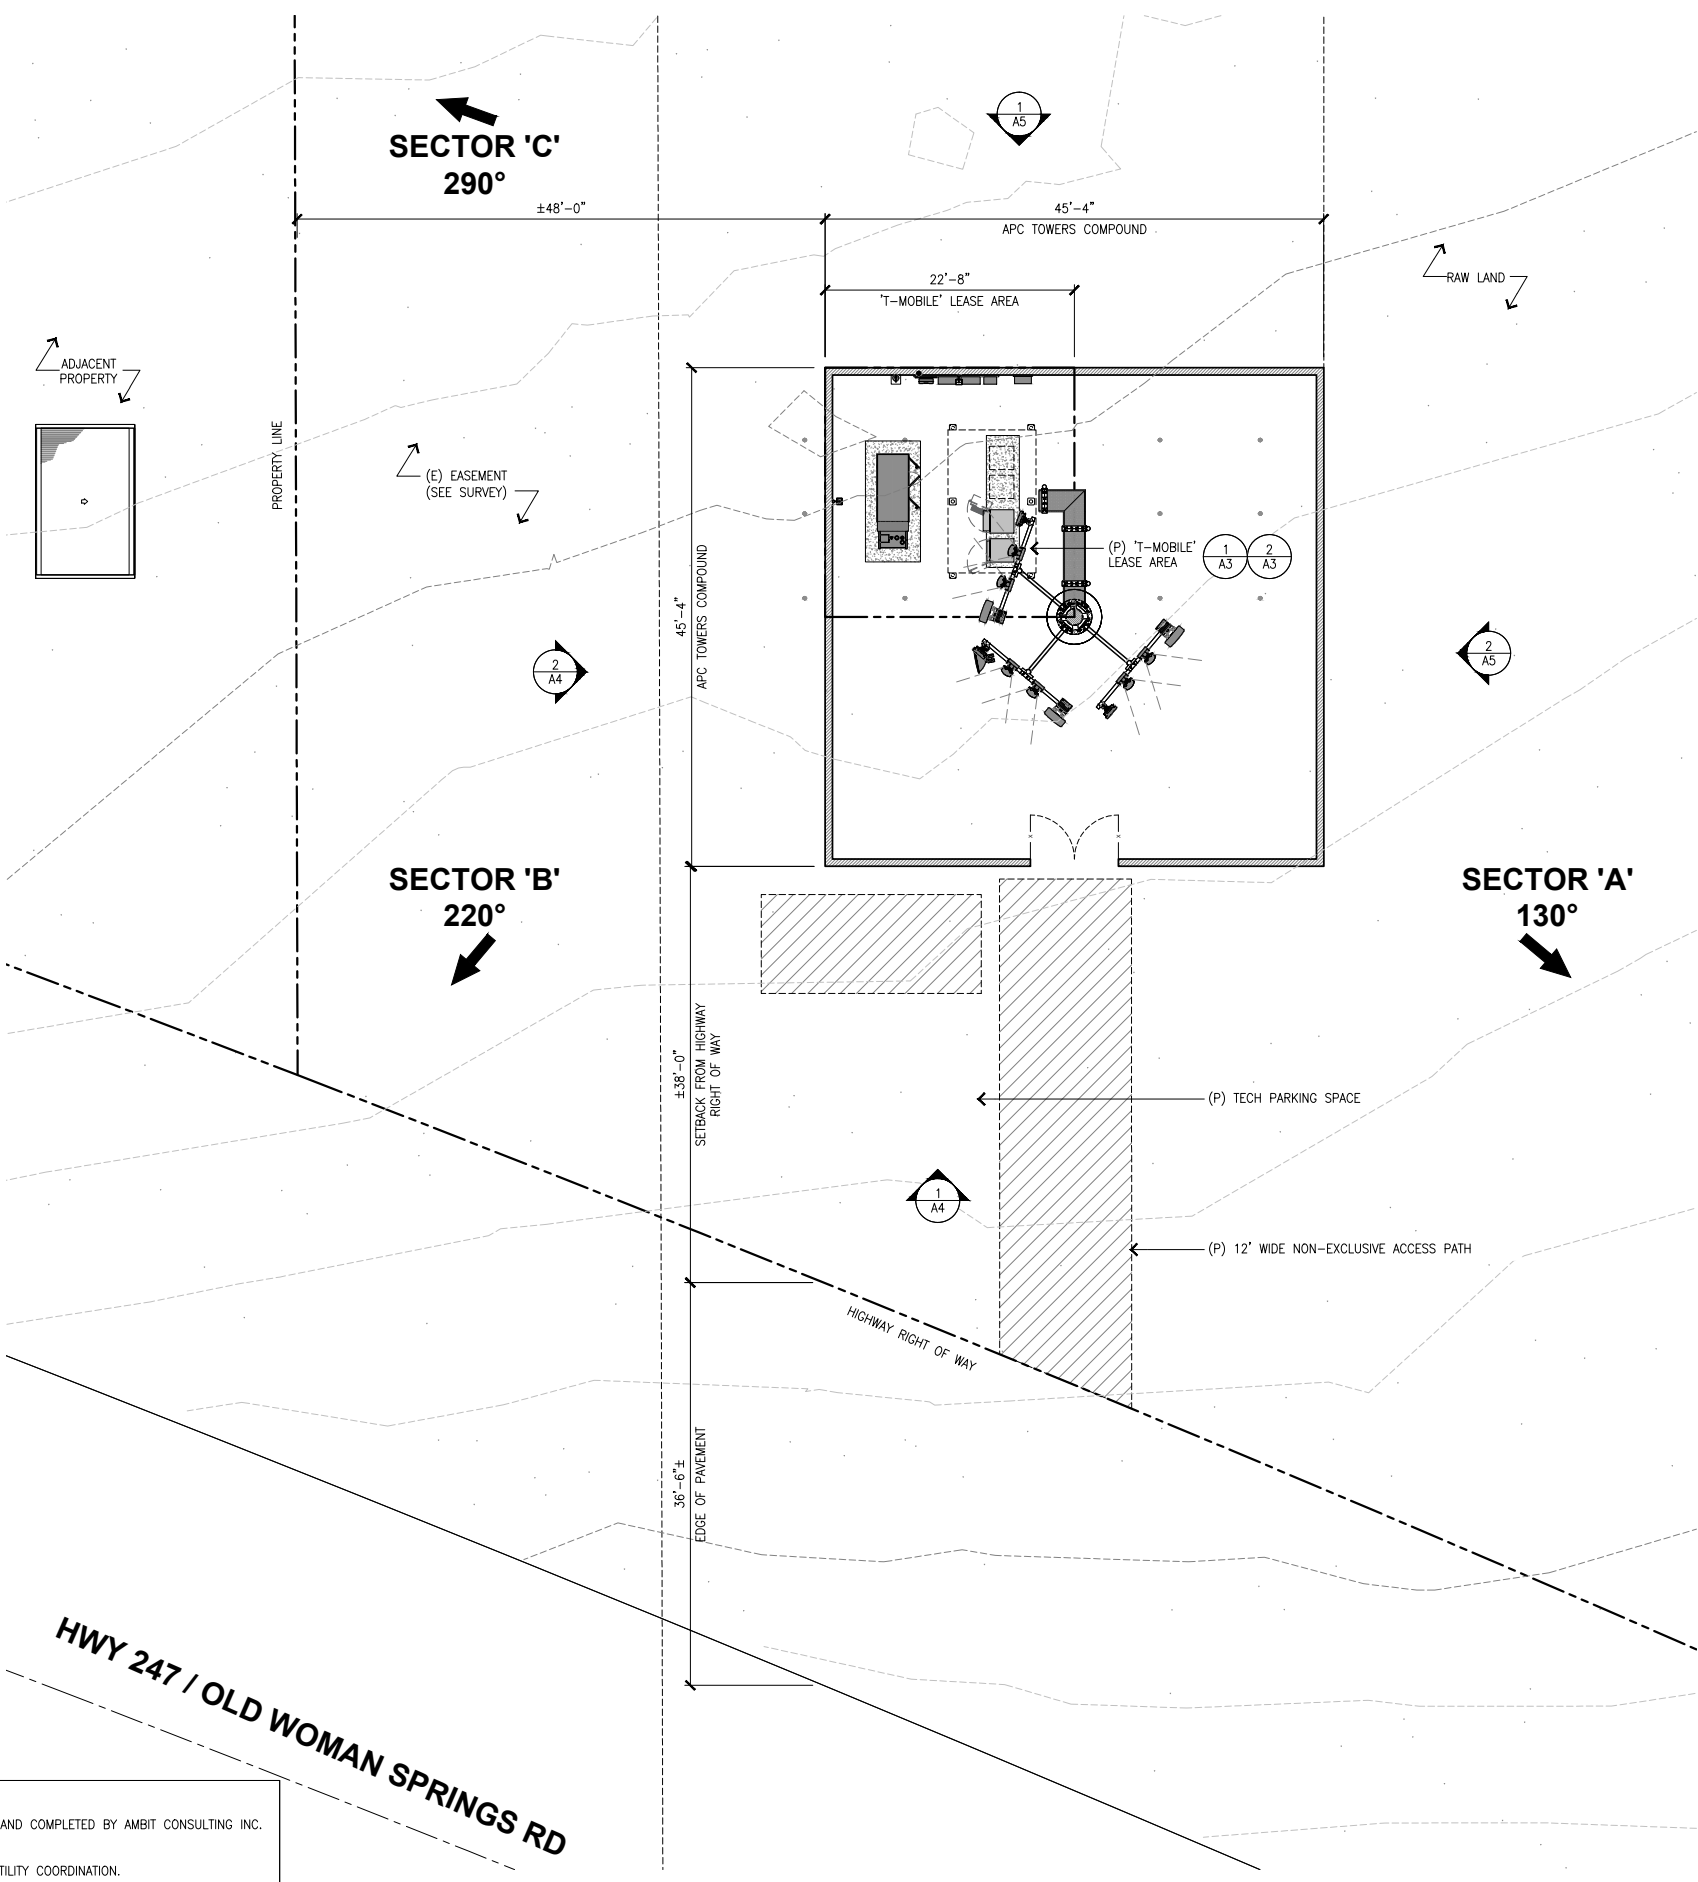 1
A5
SECTOR 'C'
290°
±48'-0"
45'-4"
APC TOWERS COMPOUND
22'-8"
'T-MOBILE' LEASE AREA
RAW LAND
ADJACENT
PROPERTY
PROPERTY LINE
(E) EASEMENT
(SEE SURVEY)
(P) 'T-MOBILE'
LEASE AREA
1
A3
2
A3
45'-4"
APC TOWERS COMPOUND
2
A4
2
A5
SECTOR 'B'
220°
SECTOR 'A'
130°
±38'-0"
SETBACK FROM HIGHWAY
RIGHT OF WAY
(P) TECH PARKING SPACE
1
A4
(P) 12' WIDE NON-EXCLUSIVE ACCESS PATH
HIGHWAY RIGHT OF WAY
36'-6"±
EDGE OF PAVEMENT
HWY 247 / OLD WOMAN SPRINGS RD
AND COMPLETED BY AMBIT CONSULTING INC.
TILITY COORDINATION.